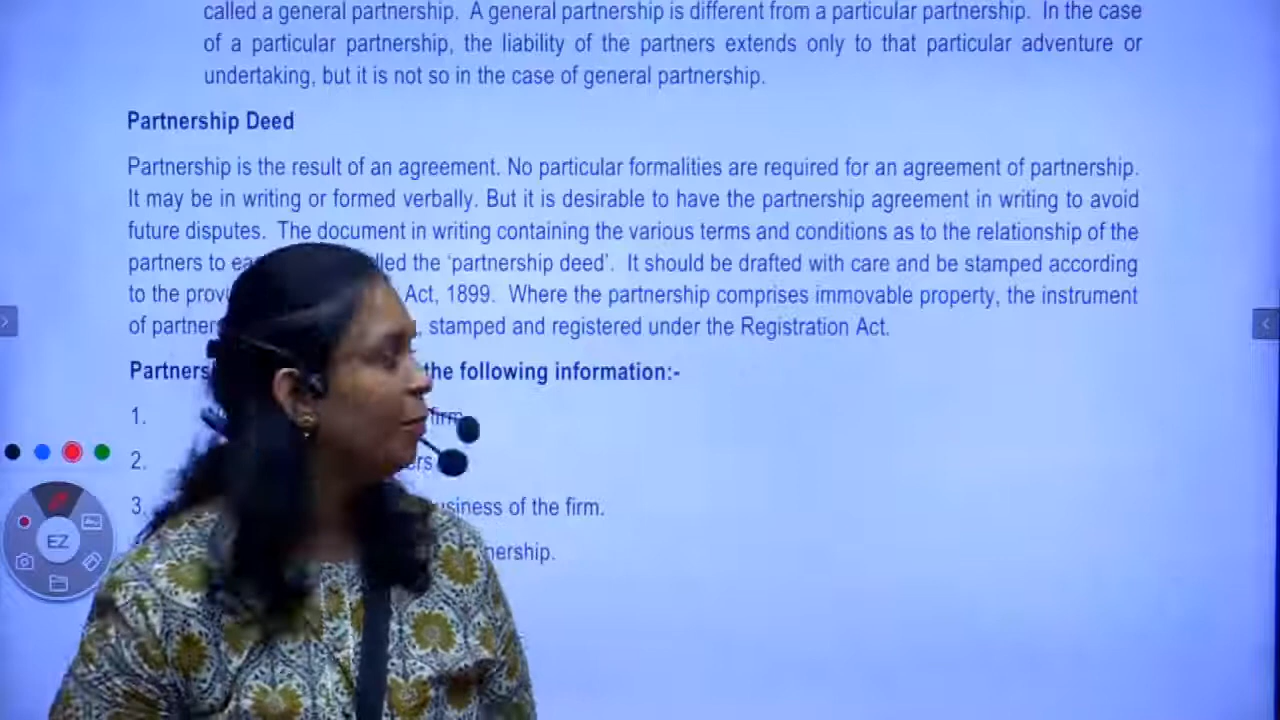 called a general partnership. A general partnership is different from a particular partnership. In the case
of a particular partnership, the liability of the partners extends only to that particular adventure or
undertaking, but it is not so in the case of general partnership.
Partnership Deed
Partnership is the result of an agreement. No particular formalities are required for an agreement of partnership.
It may be in writing or formed verbally. But it is desirable to have the partnership agreement in writing to avoid
future disputes. The document in writing containing the various terms and conditions as to the relationship of the
partners to the 'partnership deed'. It should be drafted with care and be stamped according
to the Act, 1899. Where the partnership comprises immovable property, the instrument
of , stamped and registered under the Registration Act.
the following information:-
1. firm
2.
3. of the firm.
EZ